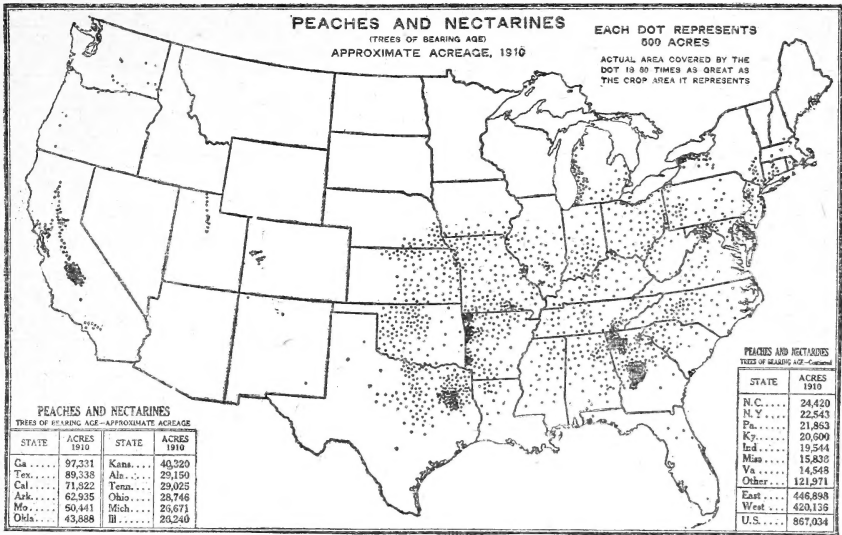 PEACHES AND NECTARINES
(TREES OF BEARING AGE)
APPROXIMATE ACREAGE, 1910
EACH DOT REPRESENTS
500 ACRES
ACTUAL AREA COVERED BY THE
DOT IS 80 TIMES AS GREAT AS
THE CROP AREA IT REPRESENTS
PEACHES AND NECTARINES
TREES OF BEARING AGE—APPROXIMATE ACREAGE
STATE ACRES 1910 STATE ACRES 1910
Ga..... 97,331 Kans.... 40,320
Tex.... 89,338 Ala..... 29,150
Cal.... 71,822 Tenn.... 29,025
Ark.... 62,935 Ohio.... 28,746
Mo..... 60,441 Mich.... 26,671
Okla.... 43,888 Ill..... 26,240
PEACHES AND NECTARINES
TREES OF BEARING AGE—Continued
STATE ACRES 1910
N.C..... 24,420
N.Y..... 22,543
Pa...... 21,863
Ky...... 20,600
Ind..... 19,544
Miss.... 15,836
Va...... 14,548
Other... 121,971
East.... 446,898
West... 420,136
U.S..... 867,034